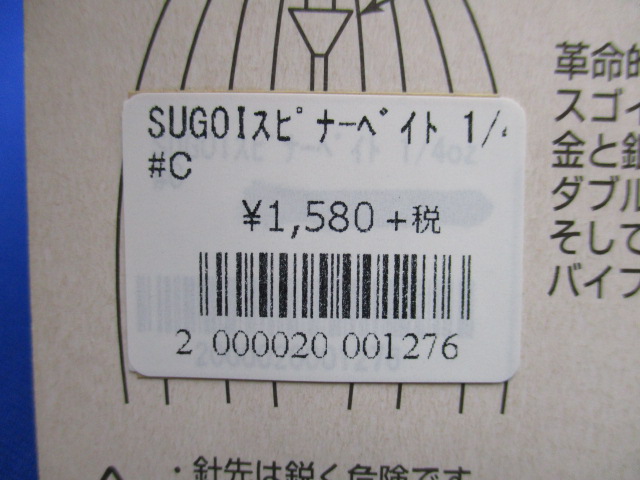 SUGOIｽﾋﾟﾅｰﾍﾞｲﾄ 1/4
#C
¥1,580 +税
2 000020 001276
革命的
スゴイ
金と銀
ダブル
そして
バイブ
・針先は鋭く危険です